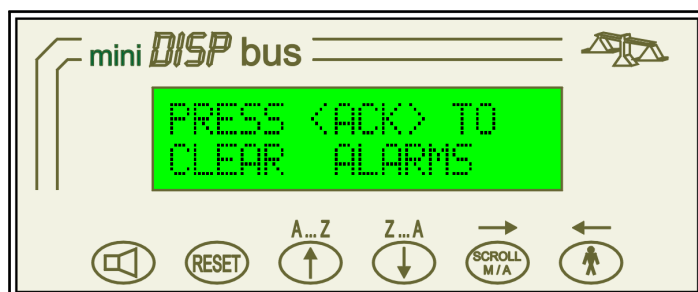 mini DISP bus
PRESS <ACK> TO
CLEAR ALARMS
A...Z Z...A
RESET SCROLL
M/A